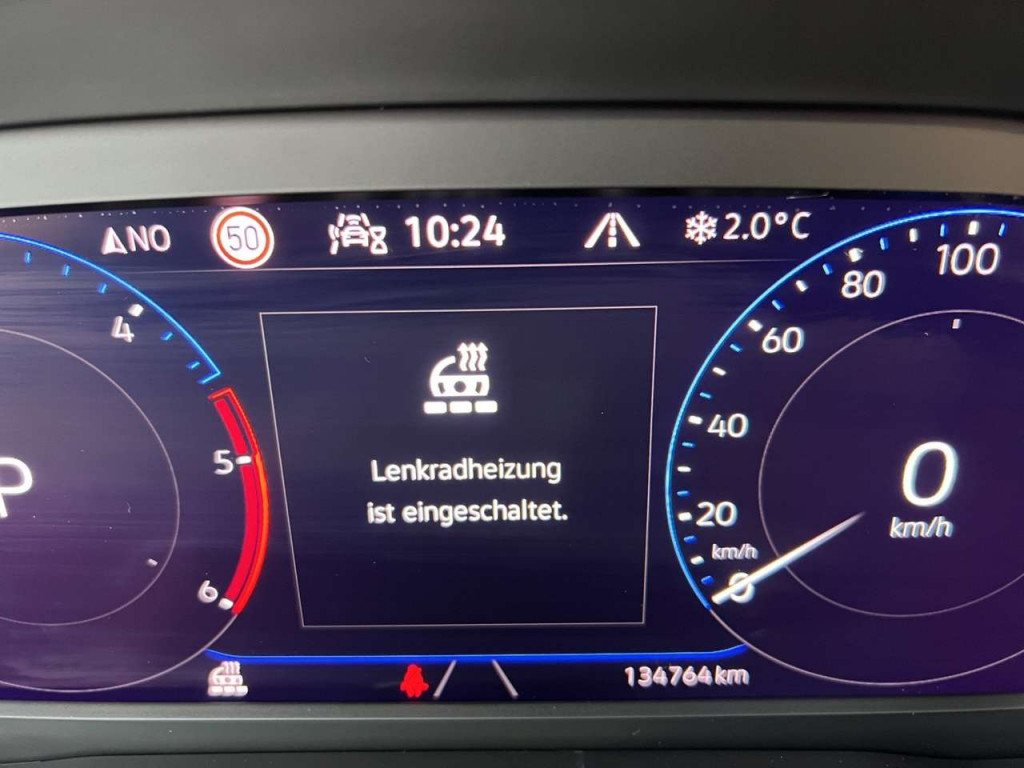 NO 50 10:24 2.0°C
100
80
4
60
40
5
Lenkradheizung
0
ist eingeschaltet.
20
km/h
km/h
6
0
134764 km